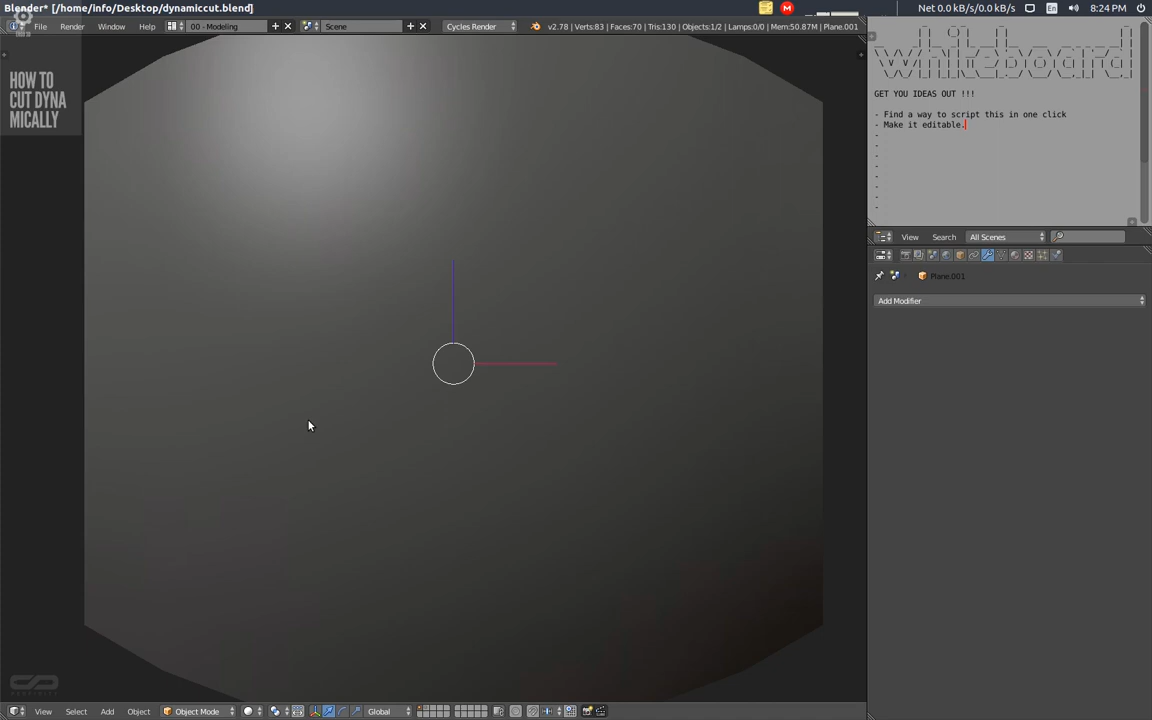 Blender* [/home/info/Desktop/dynamiccut.blend]
Net 0.0 kB/s/0.0 kB/s
En
8:24 PM
File Render Window Help
00 - Modeling
Scene
Cycles Render
v2.78 | Verts:83 | Faces:70 | Tris:130 | Objects:1/2 | Lamps:0/0 | Mem:50.87M | Plane.001
HOW TO
CUT DYNA
MICALLY
whiteboard
GET YOU IDEAS OUT !!!
- Find a way to script this in one click
- Make it editable.
-
-
-
-
-
-
-
-
View Search All Scenes
Plane.001
Add Modifier
View Select Add Object
Object Mode
Global